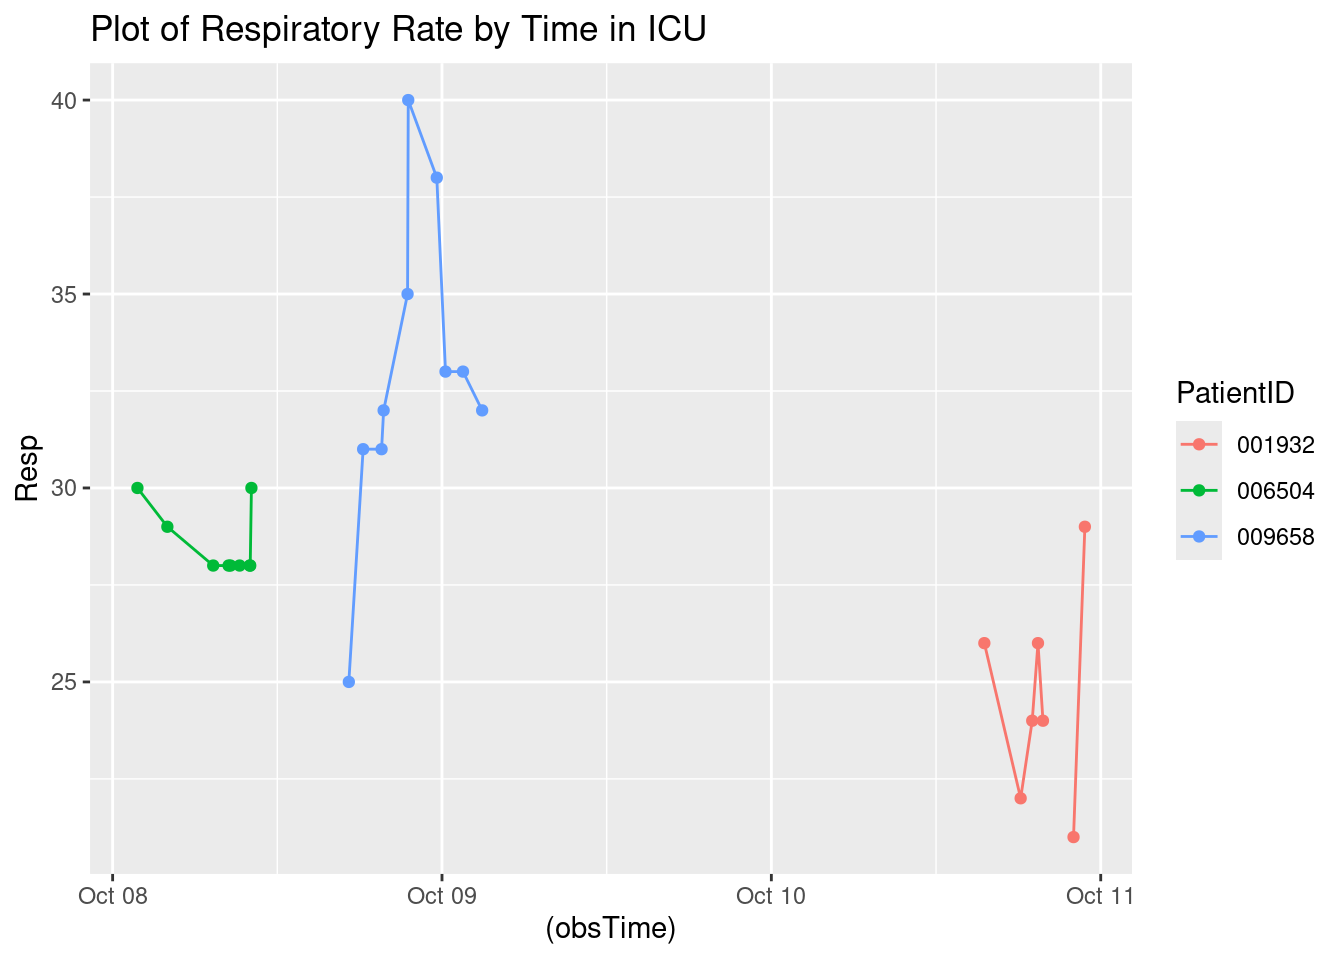 Plot of Respiratory Rate by Time in ICU
40
35
30
25
Resp
Oct 08
Oct 09
Oct 10
Oct 11
(obsTime)
PatientID
001932
006504
009658